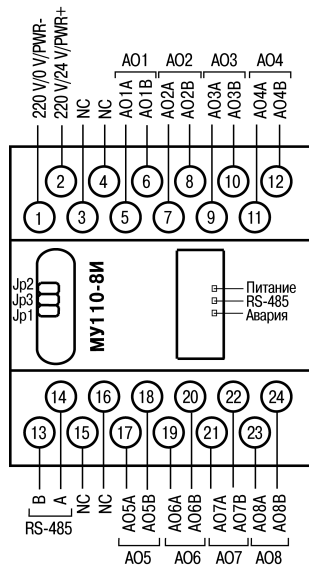 AO1 AO2 AO3 AO4
220 V/0 V/PWR-
220 V/24 V/PWR+
NC
NC
AO1A
AO1B
AO2A
AO2B
AO3A
AO3B
AO4A
AO4B
2 4 6 8 10 12
1 3 5 7 9 11
Jp2
Jp3
Jp1
МУ110-8И
Питание
RS-485
Авария
14 16 18 20 22 24
13 15 17 19 21 23
B
A
NC
NC
AO5A
AO5B
AO6A
AO6B
AO7A
AO7B
AO8A
AO8B
RS-485
AO5 AO6 AO7 AO8